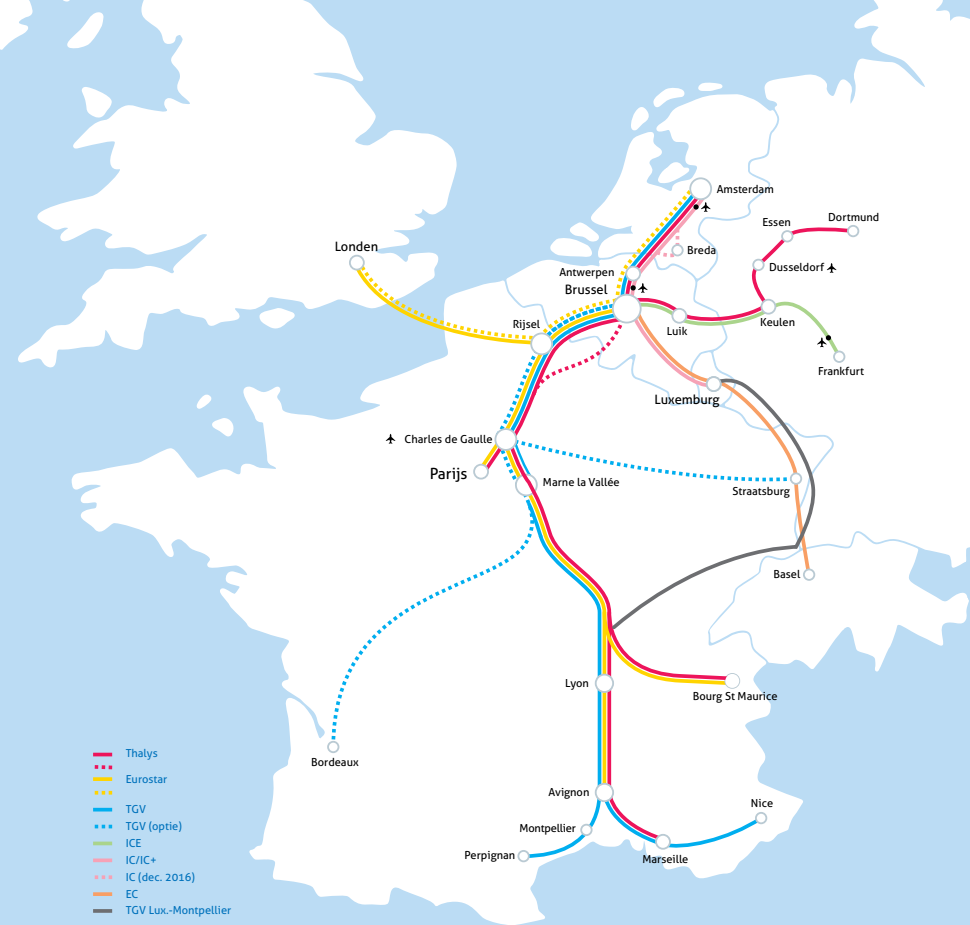 Amsterdam
Dortmund
Essen
Londen
Breda
Dusseldorf
Antwerpen
Brussel
Rijsel
Luik
Keulen
Frankfurt
Luxemburg
Charles de Gaulle
Parijs
Marne la Vallée
Straatsburg
Basel
Lyon
Bourg St Maurice
Bordeaux
Avignon
Nice
Montpellier
Perpignan
Marseille
Thalys
Eurostar
TGV
TGV (optie)
ICE
IC/IC+
IC (dec. 2016)
EC
TGV Lux.-Montpellier